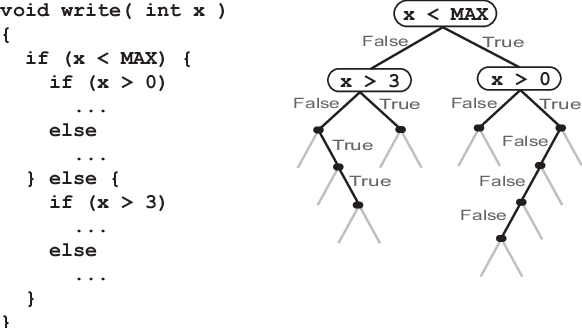 void write( int x )
{
if (x < MAX) {
if (x > 0)
...
else
...
} else {
if (x > 3)
...
else
...
}
}
x < MAX
False
True
x > 3
x > 0
False
True
False
True
True
False
True
False
False